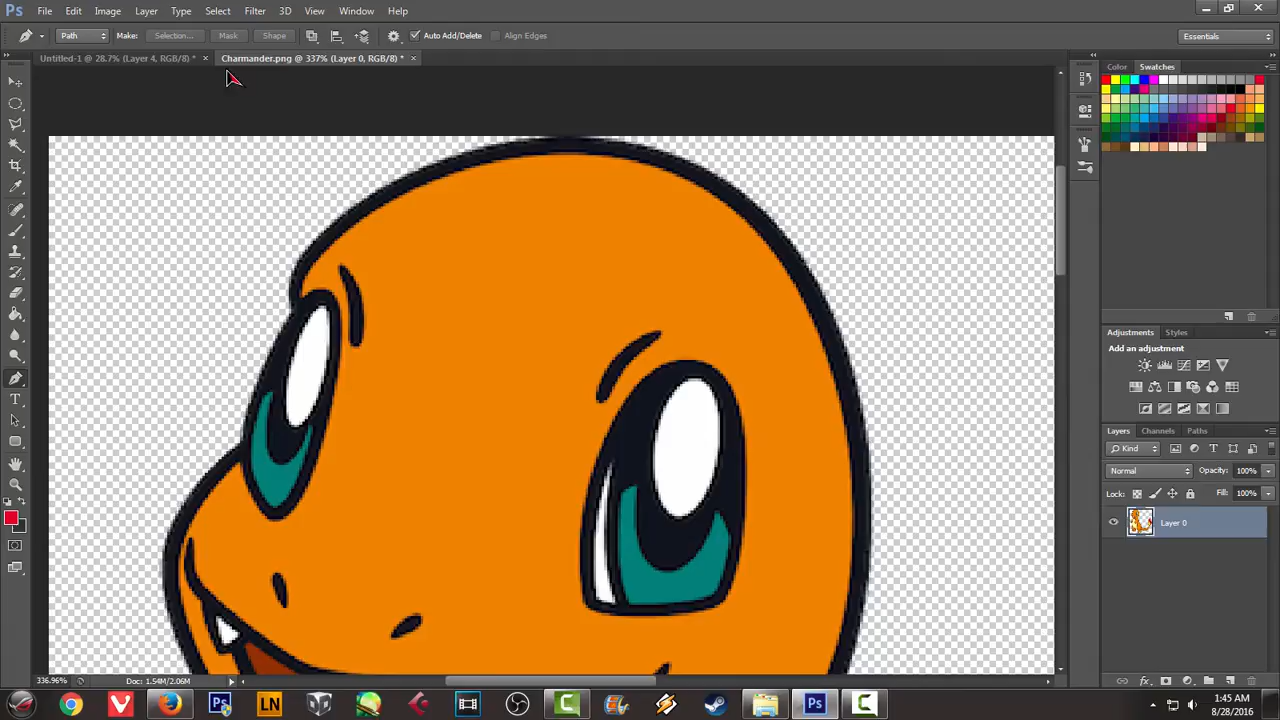 Ps File Edit Image Layer Type Select Filter 3D View Window Help
Path Make: Selection... Mask Shape Auto Add/Delete Align Edges Essentials
Untitled-1 @ 28.7% (Layer 4, RGB/8) * × Charmander.png @ 337% (Layer 0, RGB/8) * ×
Color Swatches
Adjustments Styles
Add an adjustment
Layers Channels Paths
Kind
Normal Opacity: 100%
Lock: Fill: 100%
Layer 0
336.96% Doc: 1.54M/2.06M
Ps LN Ps
1:45 AM
8/28/2016